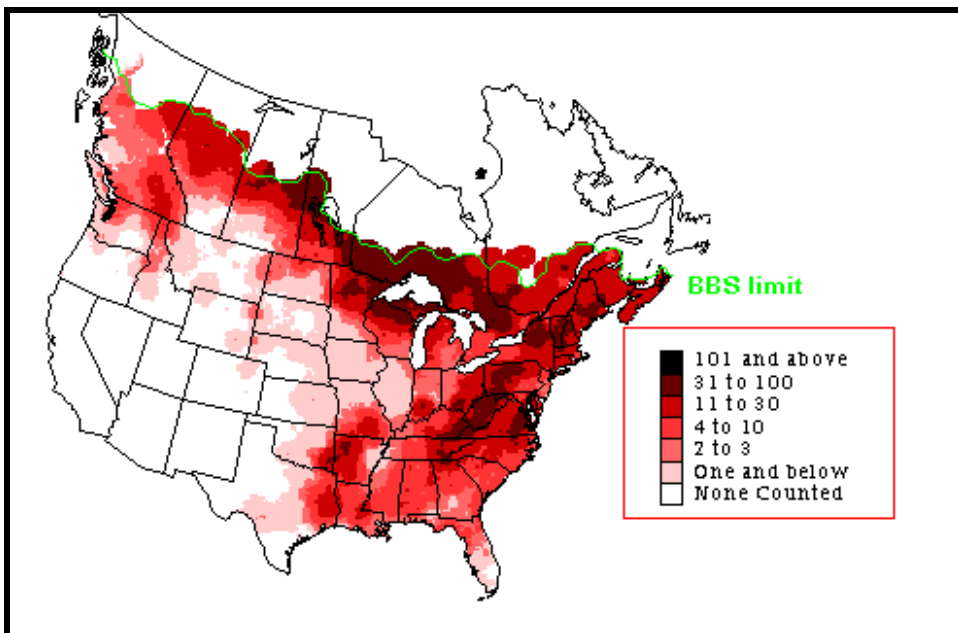 BBS limit
101 and above
31 to 100
11 to 30
4 to 10
2 to 3
One and below
None Counted